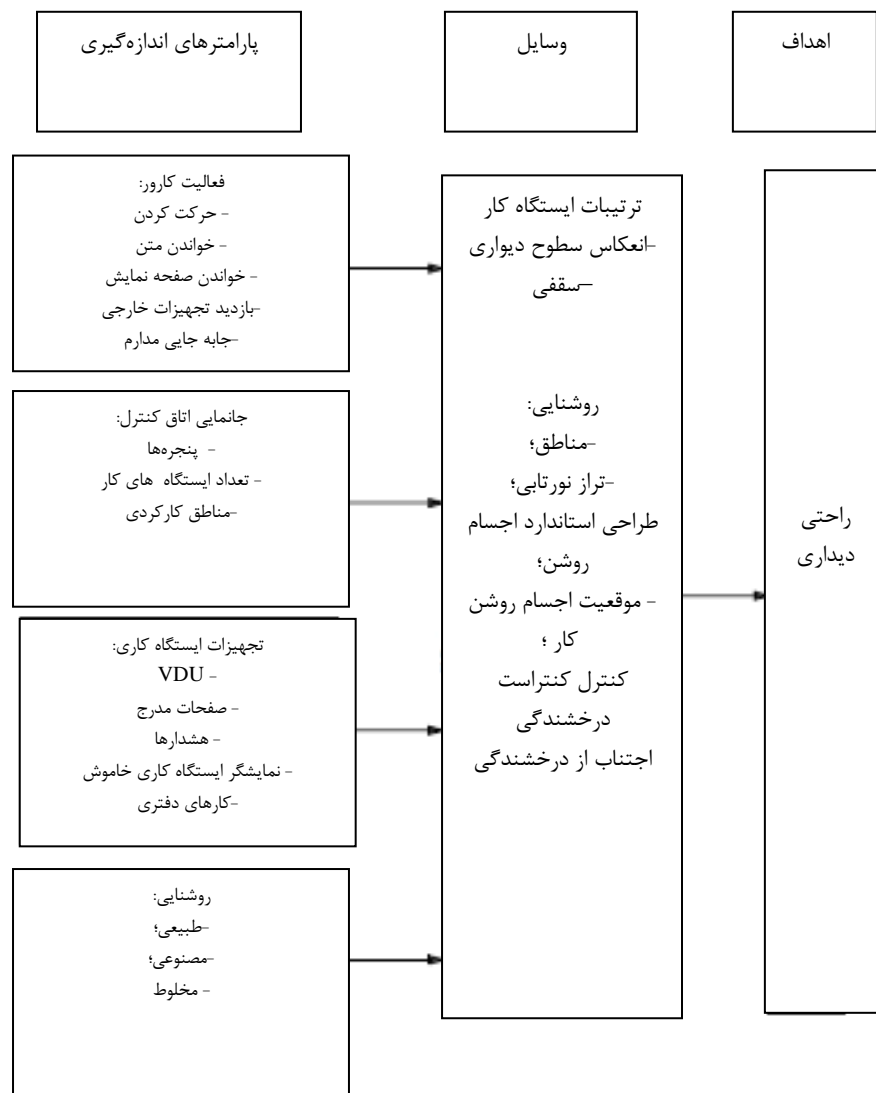 پارامترهای اندازه‌گیری
وسایل
اهداف
فعالیت کارور:
- حرکت کردن
- خواندن متن
- خواندن صفحه نمایش
-بازدید تجهیزات خارجی
-جابه جایی مدارم
جانمایی اتاق کنترل:
- پنجره‌ها
- تعداد ایستگاه های کار
-مناطق کارکردی
تجهیزات ایستگاه کاری:
- VDU
- صفحات مدرج
- هشدارها
- نمایشگر ایستگاه کاری خاموش
-کارهای دفتری
روشنایی:
-طبیعی؛
-مصنوعی؛
- مخلوط
ترتیبات ایستگاه کار
-انعکاس سطوح دیواری
–سقفی
روشنایی:
-مناطق؛
-تراز نورتابی؛
طراحی استاندارد اجسام
روشن؛
- موقعیت اجسام روشن
کار ؛
کنترل کنتراست
درخشندگی
اجتناب از درخشندگی
راحتی
دیداری